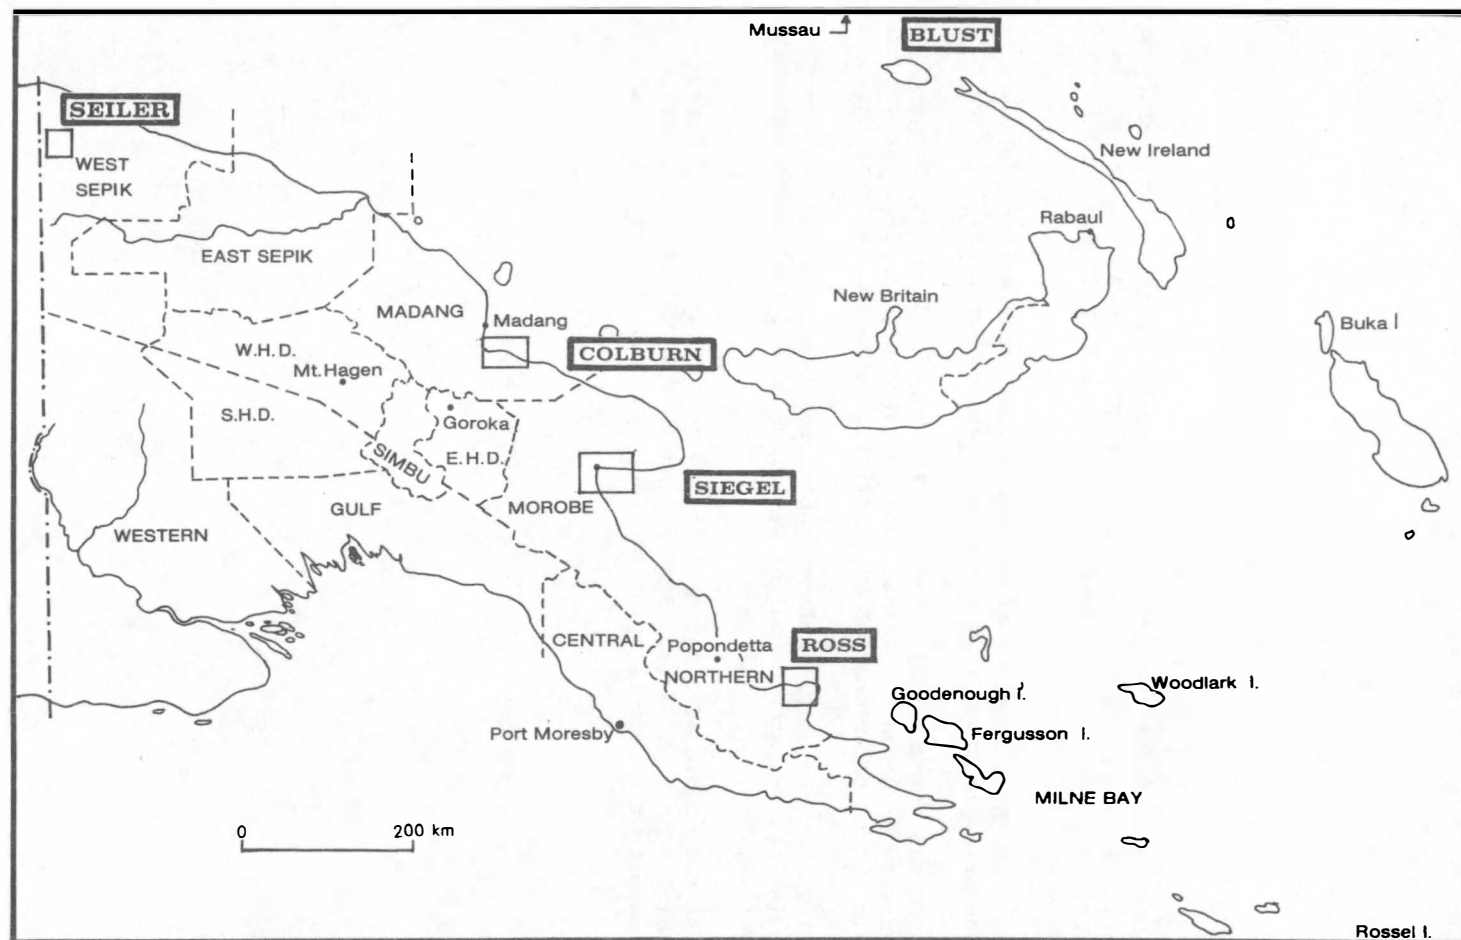 Mussau
BLUST
SEILER
WEST
SEPIK
New Ireland
Rabaul
EAST SEPIK
New Britain
MADANG
Madang
Buka I
COLBURN
W.H.D.
Mt.Hagen
S.H.D.
Goroka
SIMBU
E.H.D.
SIEGEL
MOROBE
GULF
WESTERN
CENTRAL
Popondetta
ROSS
NORTHERN
Goodenough I.
Woodlark I.
Port Moresby
Fergusson I.
MILNE BAY
0 200 km
Rossel I.